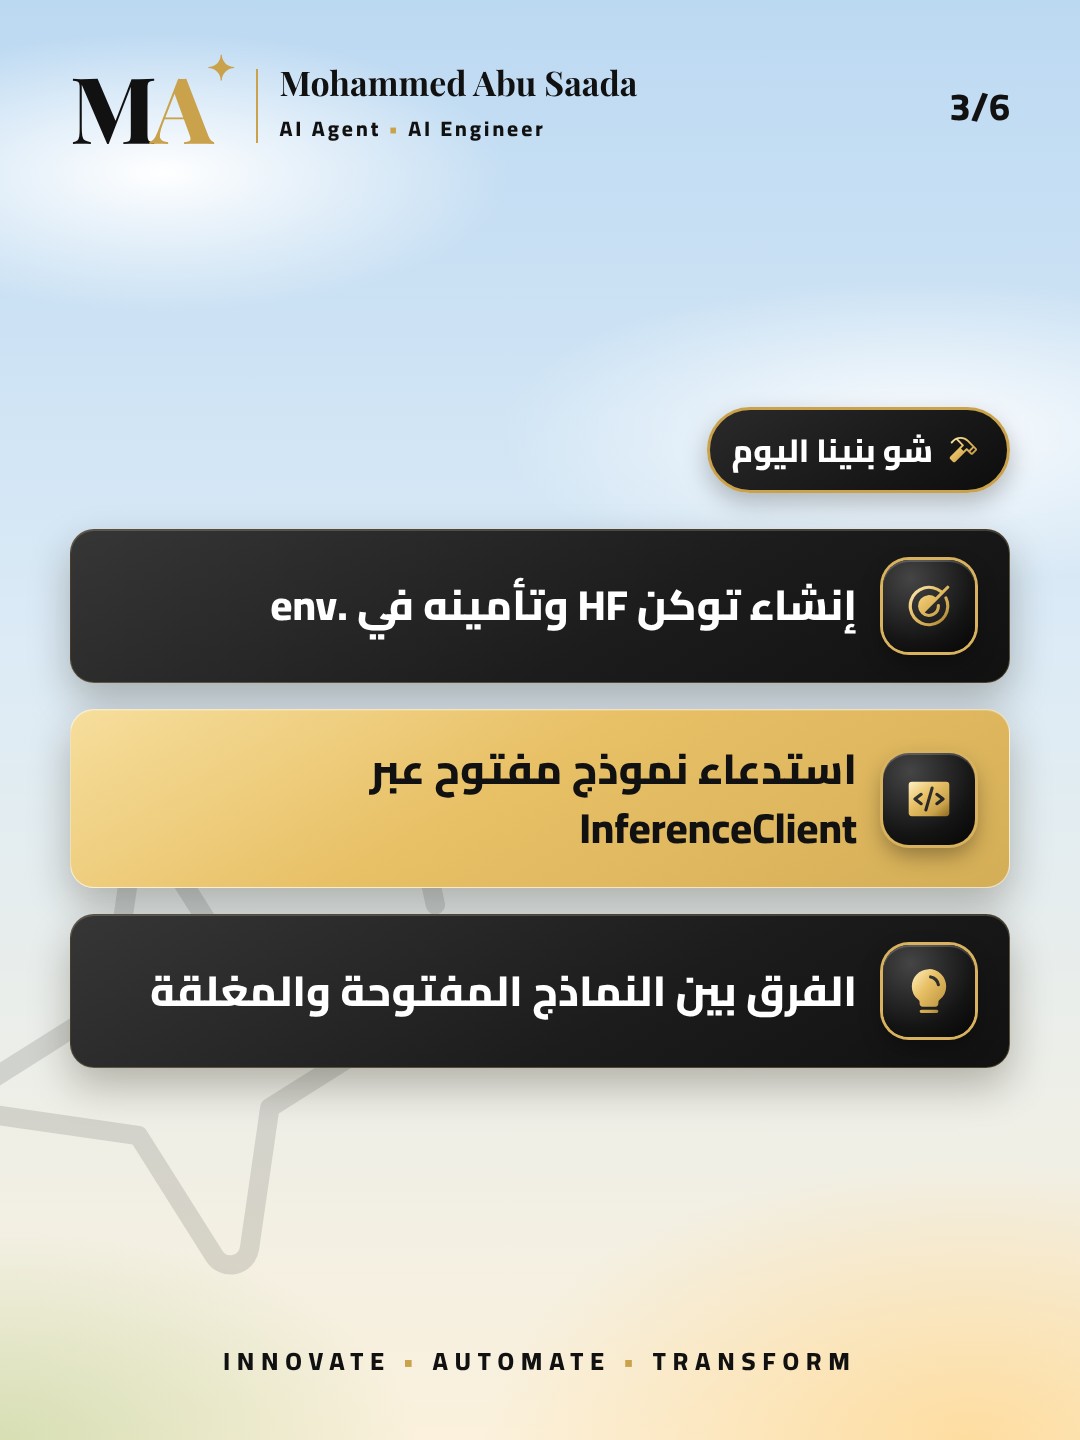 MA
Mohammed Abu Saada
AI Agent ▪ AI Engineer
3/6
شو بنينا اليوم
إنشاء توكن HF وتأمينه في .env
استدعاء نموذج مفتوح عبر
InferenceClient
الفرق بين النماذج المفتوحة والمغلقة
INNOVATE ▪ AUTOMATE ▪ TRANSFORM